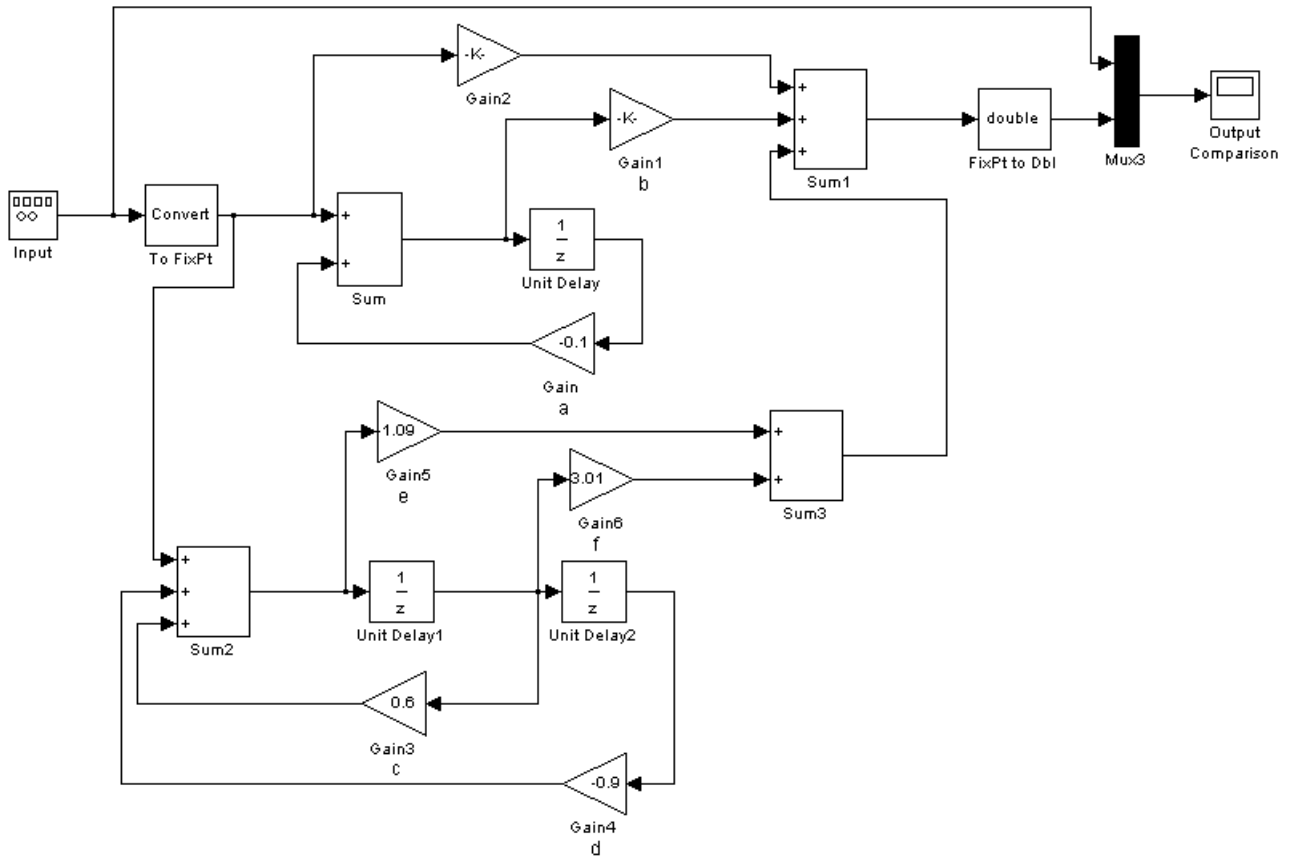 -K-
Gain2
-K-
Gain1
b
+
+
+
Sum1
double
FixPt to Dbl
Mux3
Output
Comparison
Input
Convert
To FixPt
+
+
Sum
1
z
Unit Delay
-0.1
Gain
a
1.09
Gain5
e
3.01
Gain6
f
+
+
Sum3
+
+
+
Sum2
1
z
Unit Delay1
1
z
Unit Delay2
0.6
Gain3
c
-0.9
Gain4
d